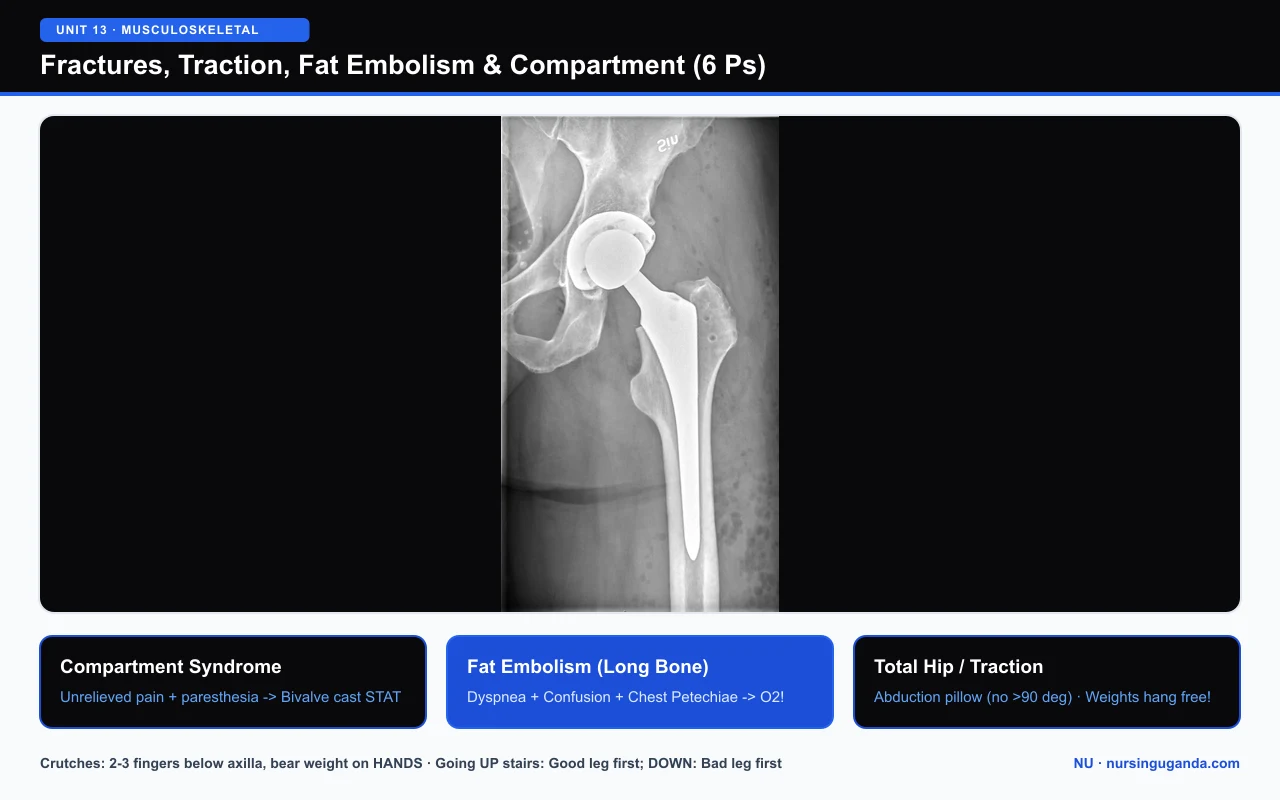 UNIT 13 · MUSCULOSKELETAL
Fractures, Traction, Fat Embolism & Compartment (6 Ps)
Sin
Compartment Syndrome
Unrelieved pain + paresthesia -> Bivalve cast STAT
Fat Embolism (Long Bone)
Dyspnea + Confusion + Chest Petechiae -> O2!
Total Hip / Traction
Abduction pillow (no >90 deg) · Weights hang free!
Crutches: 2-3 fingers below axilla, bear weight on HANDS · Going UP stairs: Good leg first; DOWN: Bad leg first
NU · nursinguganda.com